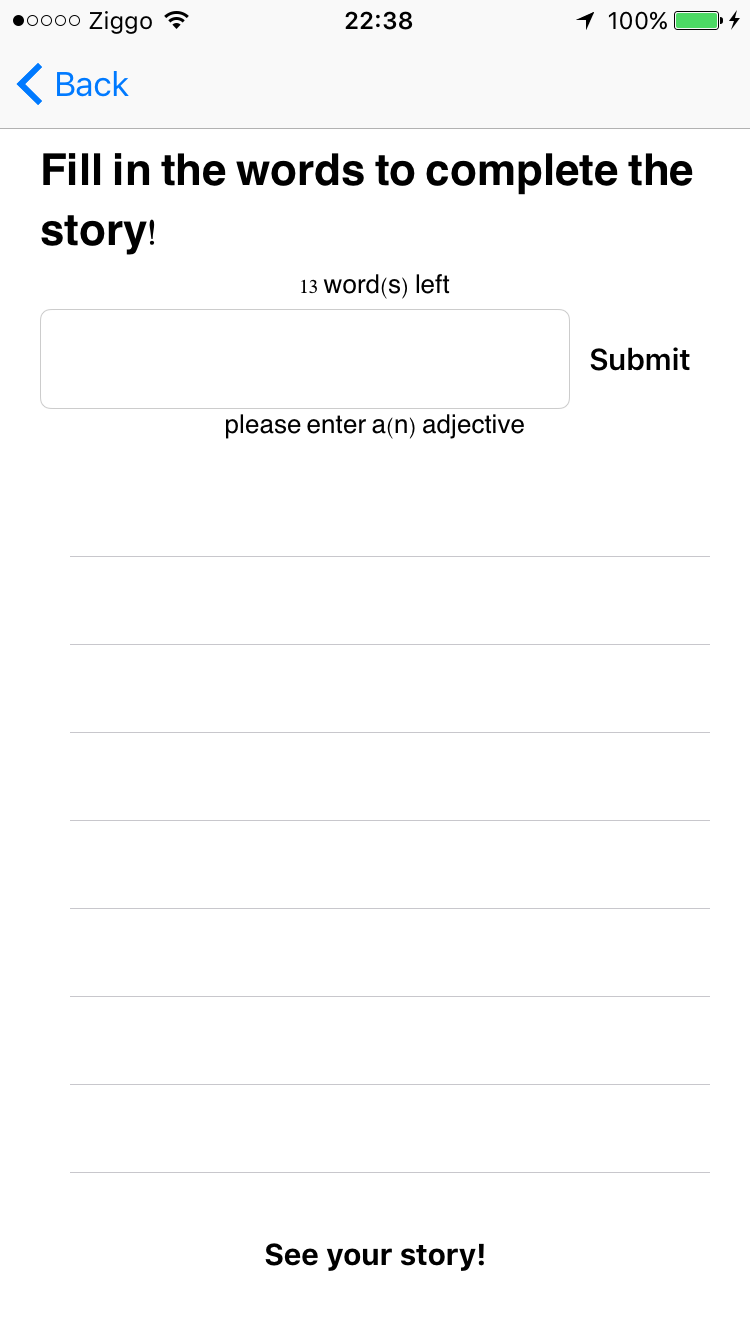 Ziggo 22:38 100%
Back
Fill in the words to complete the
story!
13 word(s) left
Submit
please enter a(n) adjective
See your story!